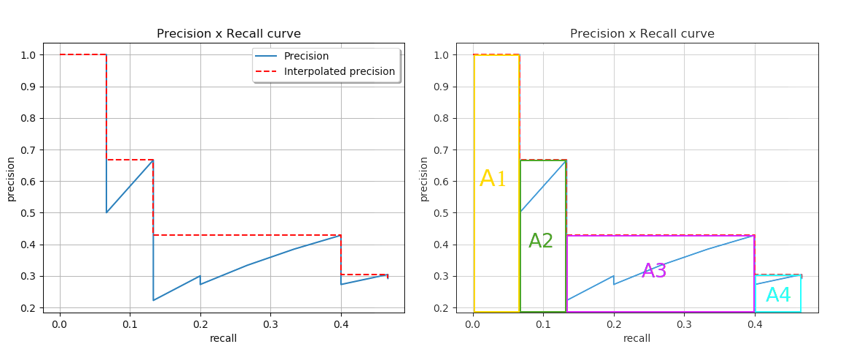 Precision x Recall curve
Precision
Interpolated precision
precision
1.0
0.9
0.8
0.7
0.6
0.5
0.4
0.3
0.2
0.0 0.1 0.2 0.3 0.4
recall
Precision x Recall curve
precision
1.0
0.9
0.8
0.7
0.6
0.5
0.4
0.3
0.2
A1
A2
A3
A4
0.0 0.1 0.2 0.3 0.4
recall